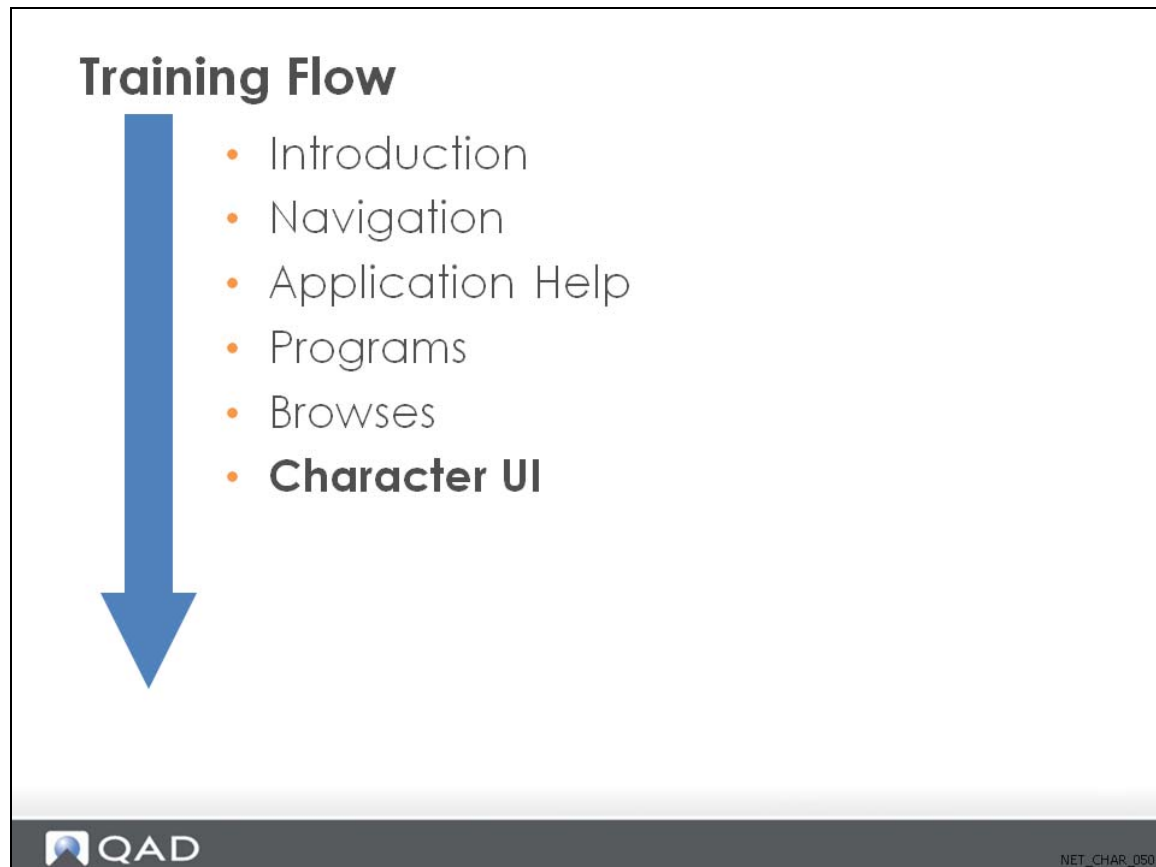 Training Flow
• Introduction
• Navigation
• Application Help
• Programs
• Browses
• Character UI
QAD
NET_CHAR_050